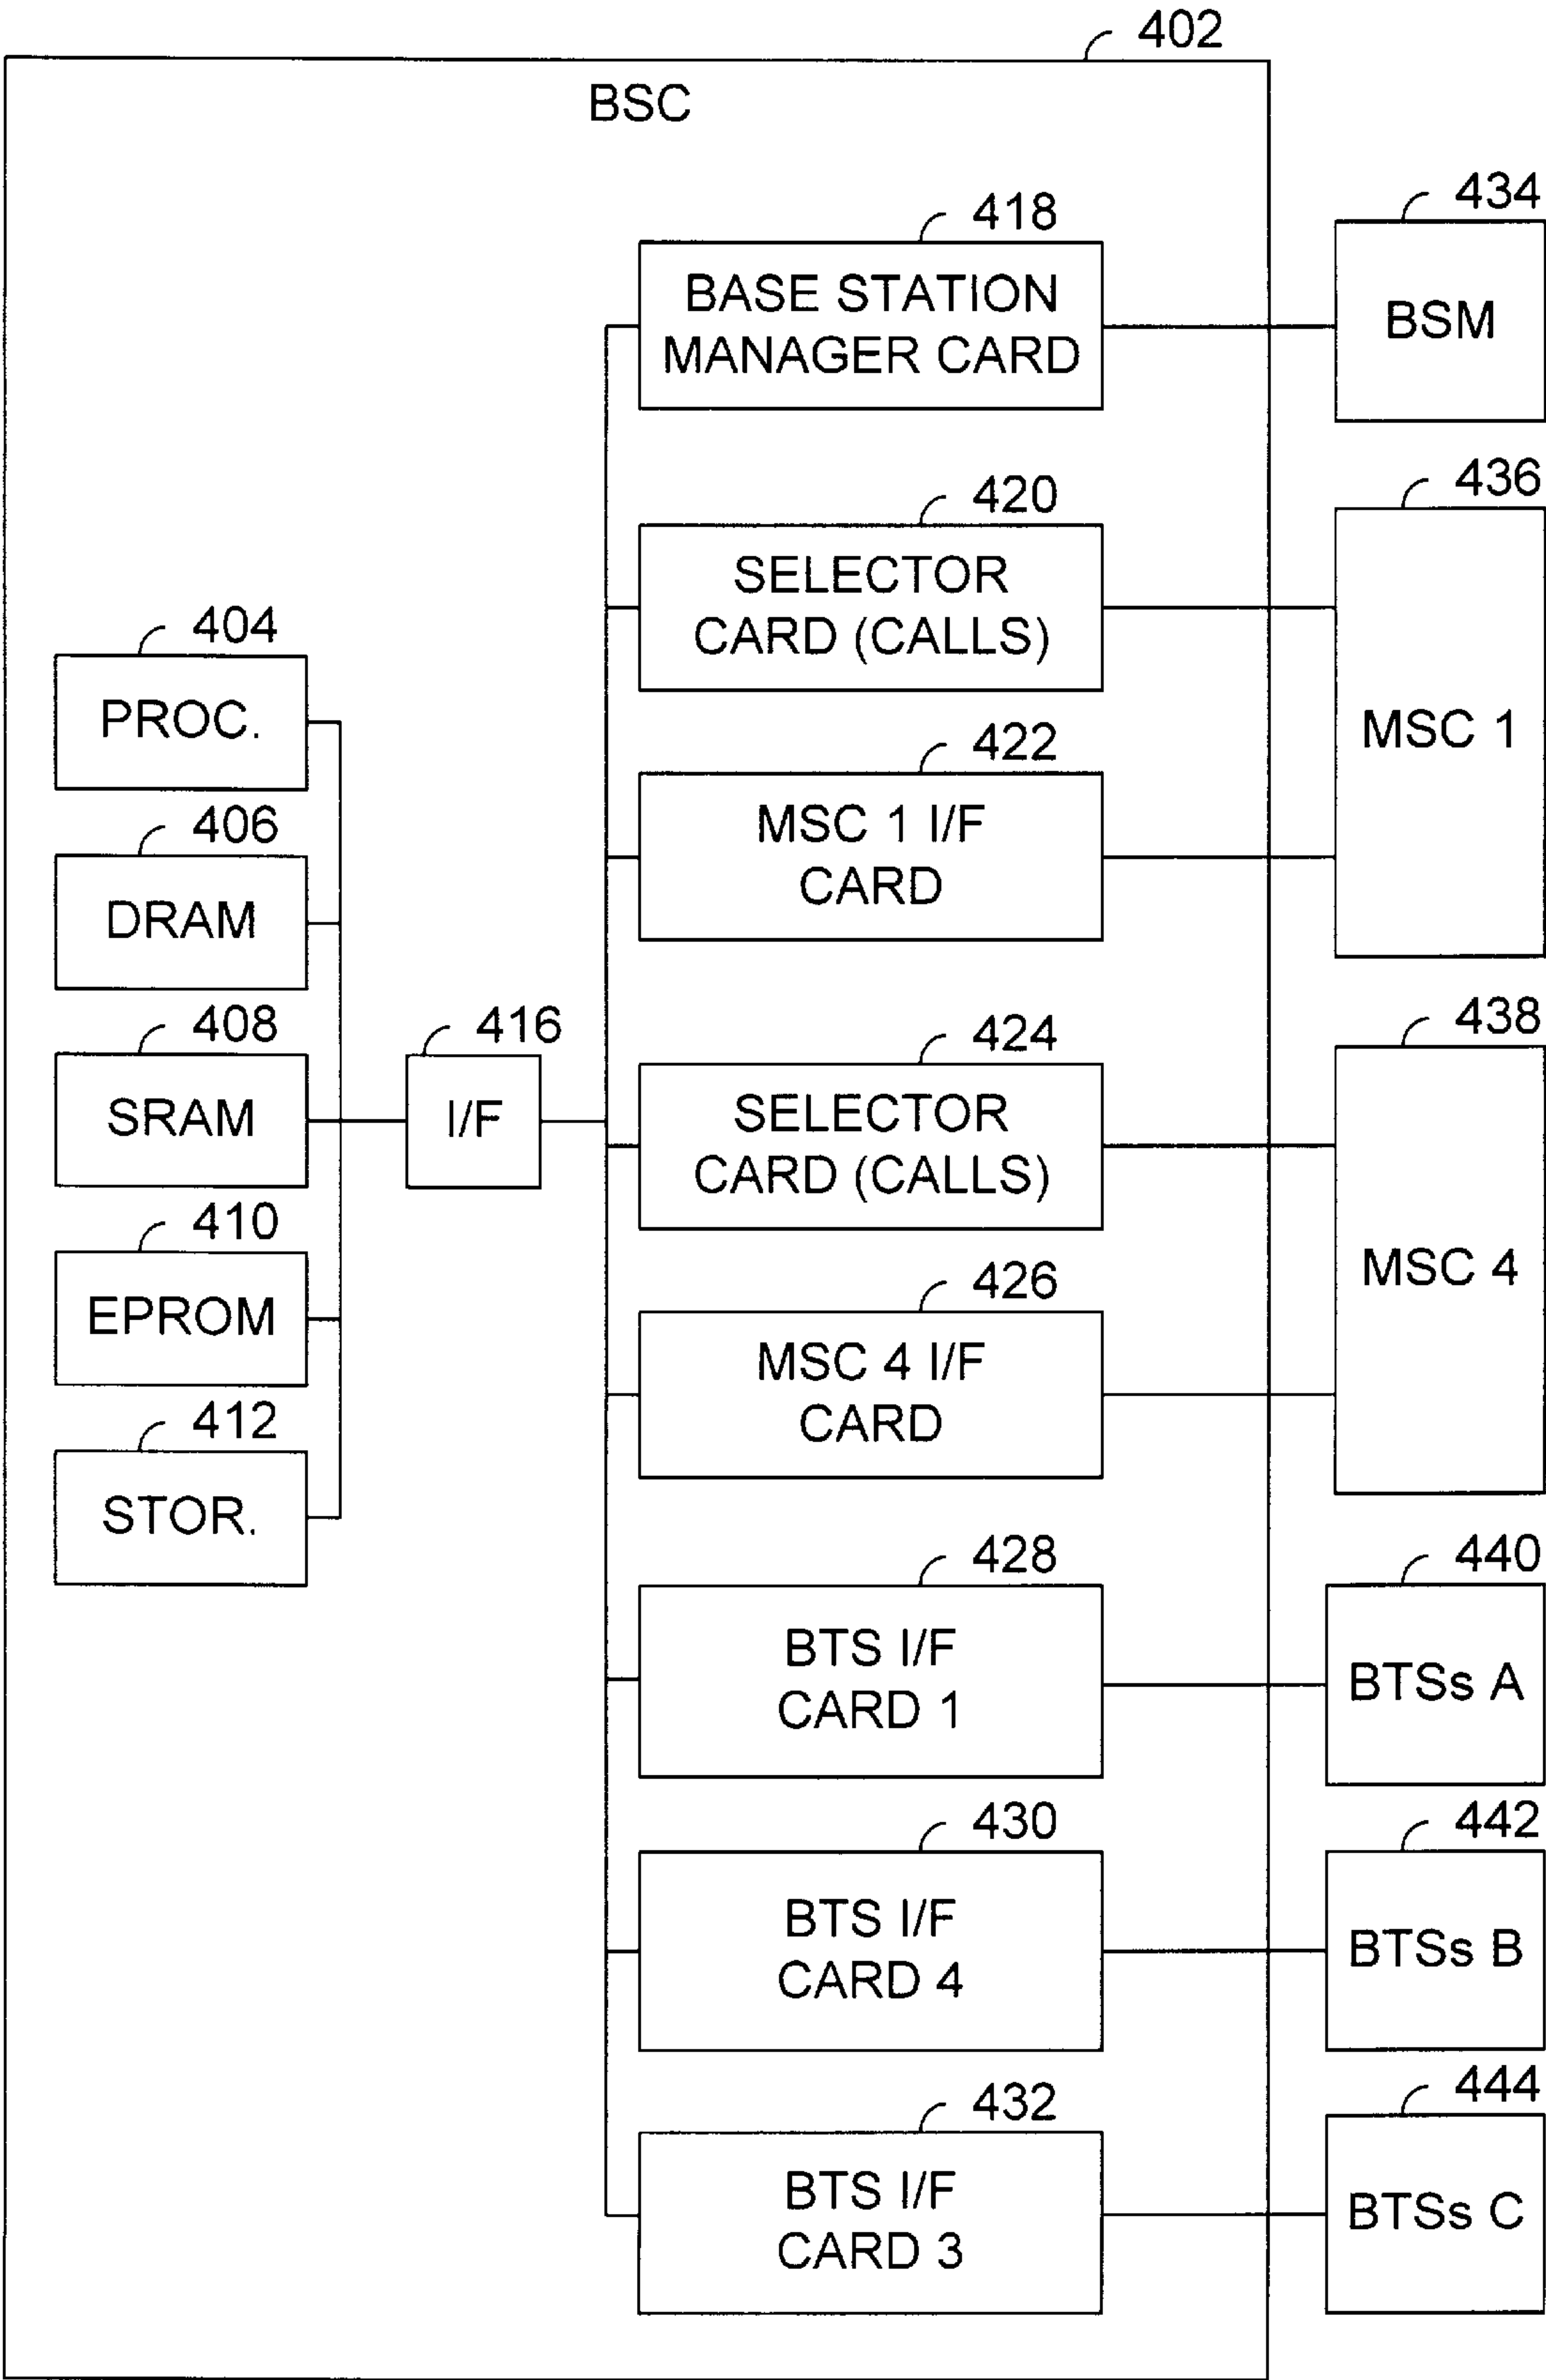 402
BSC
418
BASE STATION
MANAGER CARD
434
BSM
420
SELECTOR
CARD (CALLS)
436
MSC 1
404
PROC.
422
MSC 1 I/F
CARD
406
DRAM
408
SRAM
416
I/F
424
SELECTOR
CARD (CALLS)
438
MSC 4
410
EPROM
426
MSC 4 I/F
CARD
412
STOR.
428
BTS I/F
CARD 1
440
BTSs A
430
BTS I/F
CARD 4
442
BTSs B
432
BTS I/F
CARD 3
444
BTSs C